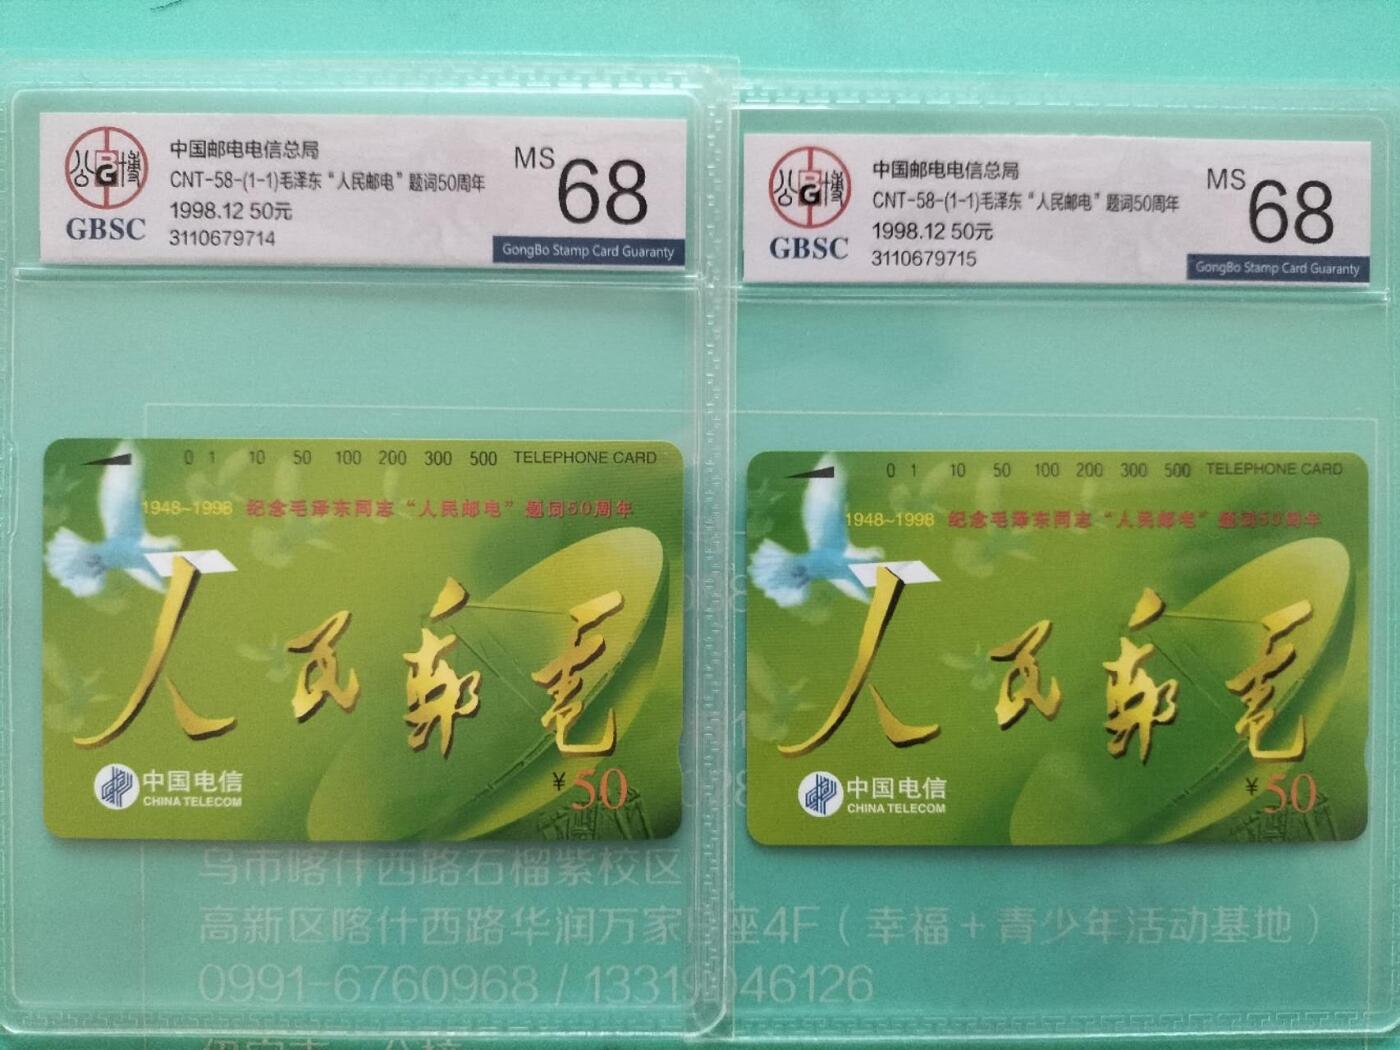 中国邮电电信总局
CNT-58-(1-1)毛泽东“人民邮电”题词50周年
1998.12 50元
3110679714
MS 68
公 BG 博
GBSC
GongBo Stamp Card Guaranty
中国邮电电信总局
CNT-58-(1-1)毛泽东“人民邮电”题词50周年
1998.12 50元
3110679715
MS 68
公 BG 博
GBSC
GongBo Stamp Card Guaranty
0 1 10 50 100 200 300 500 TELEPHONE CARD
1948~1998 纪念毛泽东同志“人民邮电”题词50周年
人民邮电
中国电信
CHINA TELECOM
¥50
0 1 10 50 100 200 300 500 TELEPHONE CARD
1948~1998 纪念毛泽东同志“人民邮电”题词50周年
人民邮电
中国电信
CHINA TELECOM
¥50
乌市喀什西路石榴紫校区
高新区喀什西路华润万家 座4F（幸福+青少年活动基地）
0991-6760968 / 13319046126